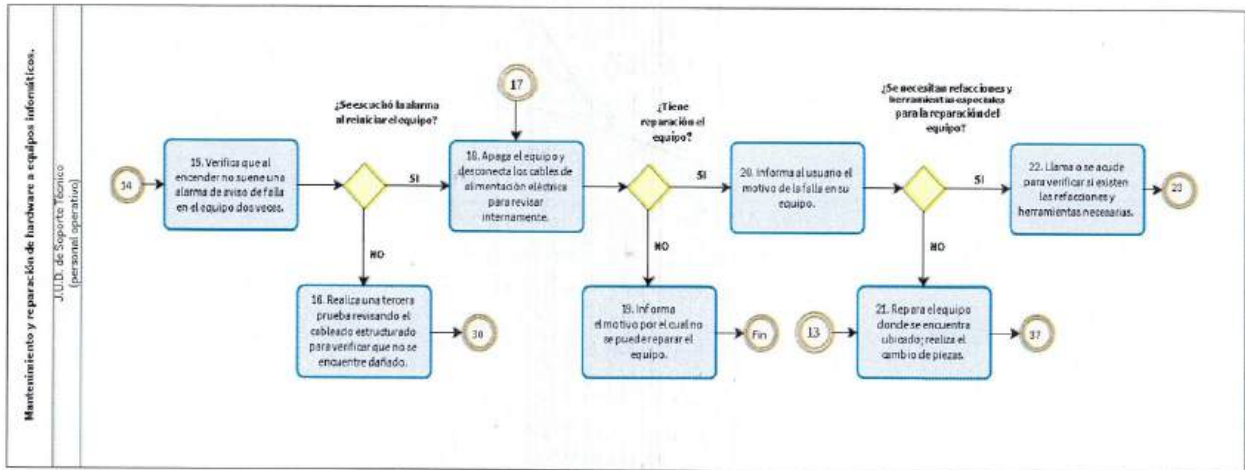 Mantenimiento y reparación de hardware a equipos informáticos.
J.U.D. de Soporte Técnico
(personal operativo)
14
15. Verifica que al
encender no suene una
alarma de aviso de falla
en el equipo dos veces.
¿Se escuchó la alarma
al reiniciar el equipo?
SI
NO
16. Realiza una tercera
prueba revisando el
cableado estructurado
para verificar que no se
encuentre dañado.
30
17
18. Apaga el equipo y
desconecta los cables de
alimentación eléctrica
para revisar
internamente.
¿Tiene
reparación el
equipo?
SI
NO
19. Informa
el motivo por el cual no
se puede reparar el
equipo.
Fin
20. Informa al usuario el
motivo de la falla en su
equipo.
¿Se necesitan refacciones y
herramientas especiales
para la reparación del
equipo?
SI
NO
13
21. Repara el equipo
donde se encuentra
ubicado; realiza el
cambio de piezas.
37
22. Llama o se acude
para verificar si existen
las refacciones y
herramientas necesarias.
23